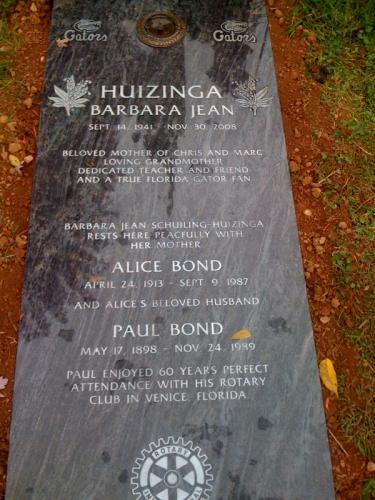 Gators Gators
HUIZINGA
BARBARA JEAN
SEPT. 14, 1941 - NOV. 30, 2008
BELOVED MOTHER OF CHRIS AND MARC
LOVING GRANDMOTHER
DEDICATED TEACHER AND FRIEND
AND A TRUE FLORIDA GATOR FAN
BARBARA JEAN SCHUILING-HUIZINGA
RESTS HERE PEACFULLY WITH
HER MOTHER
ALICE BOND
APRIL 24, 1913 - SEPT. 9, 1987
AND ALICE'S BELOVED HUSBAND
PAUL BOND
MAY 17, 1898 - NOV. 24, 1989
PAUL ENJOYED 60 YEARS PERFECT
ATTENDANCE WITH HIS ROTARY
CLUB IN VENICE, FLORIDA.
ROTARY